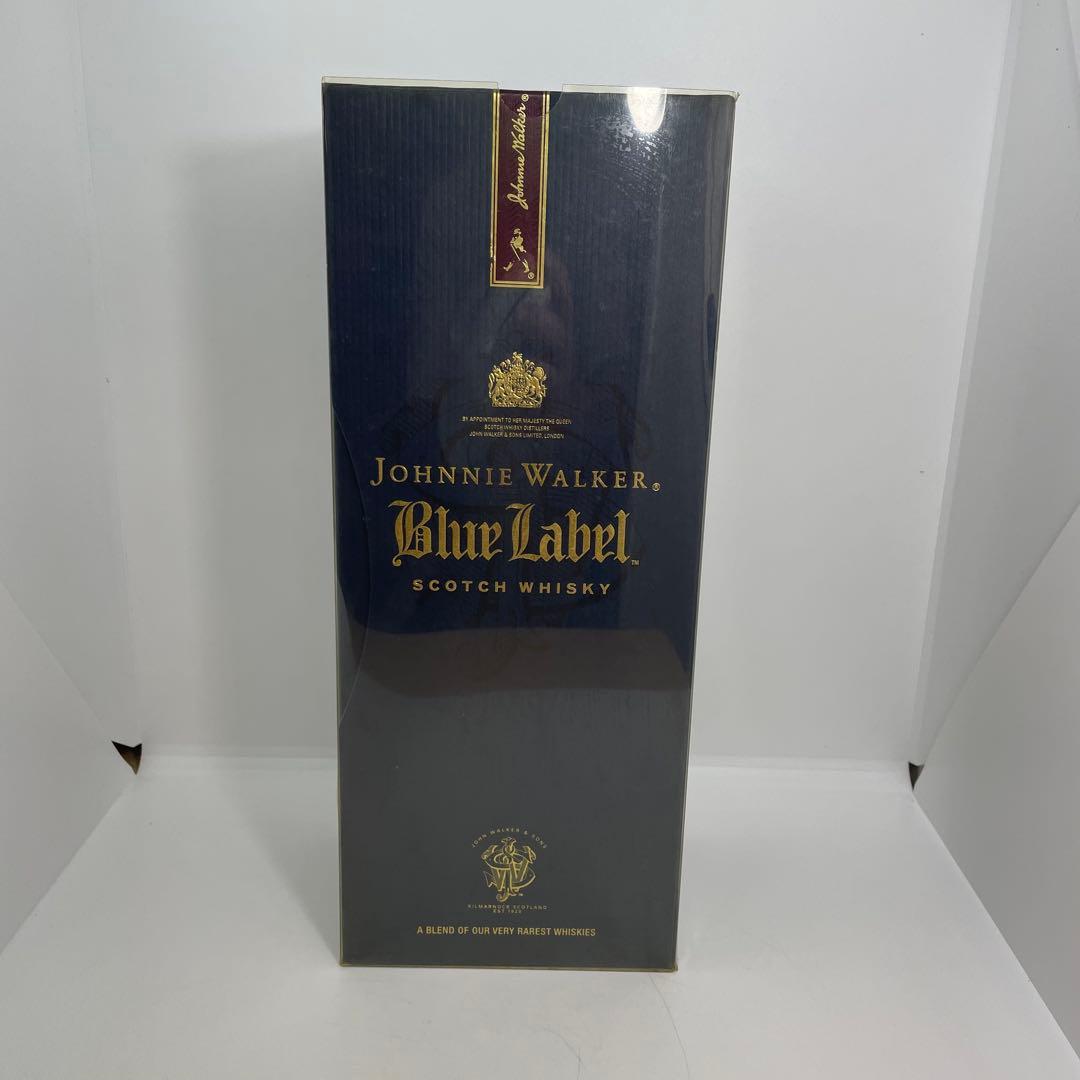 Johnnie Walker®
®
BY APPOINTMENT TO HER MAJESTY THE QUEEN
SCOTCH WHISKY DISTILLERS
JOHN WALKER & SONS LIMITED, LONDON
JOHNNIE WALKER®
Blue Label™
SCOTCH WHISKY
JOHN WALKER & SONS
KILMARNOCK SCOTLAND
EST 1820
A BLEND OF OUR VERY RAREST WHISKIES